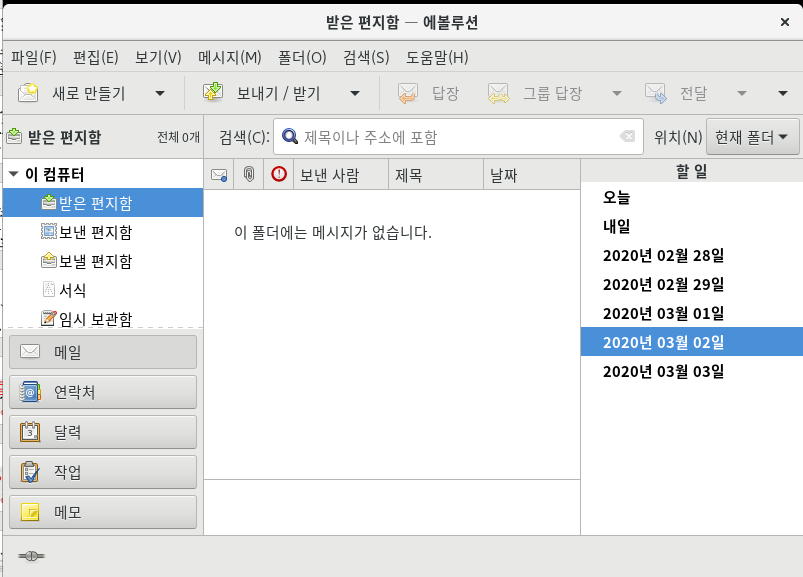 받은 편지함 — 에볼루션
파일(F) 편집(E) 보기(V) 메시지(M) 폴더(O) 검색(S) 도움말(H)
새로 만들기 보내기 / 받기 답장 그룹 답장 전달
받은 편지함 전체 0개 검색(C): 제목이나 주소에 포함 위치(N) 현재 폴더
이 컴퓨터
받은 편지함
보낸 편지함
보낼 편지함
서식
임시 보관함
메일
연락처
달력
작업
메모
보낸 사람 제목 날짜
이 폴더에는 메시지가 없습니다.
할 일
오늘
내일
2020년 02월 28일
2020년 02월 29일
2020년 03월 01일
2020년 03월 02일
2020년 03월 03일